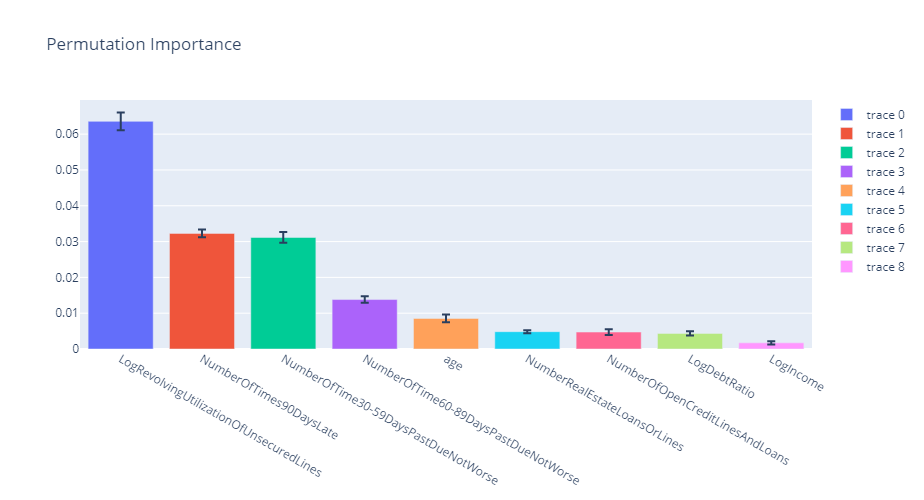 Permutation Importance
0.06
0.05
0.04
0.03
0.02
0.01
0
LogRevolvingUtilizationOfUnsecuredLines
NumberOfTimes90DaysLate
NumberOfTime30-59DaysPastDueNotWorse
NumberOfTime60-89DaysPastDueNotWorse
age
NumberRealEstateLoansOrLines
NumberOfOpenCreditLinesAndLoans
LogDebtRatio
LogIncome
trace 0
trace 1
trace 2
trace 3
trace 4
trace 5
trace 6
trace 7
trace 8